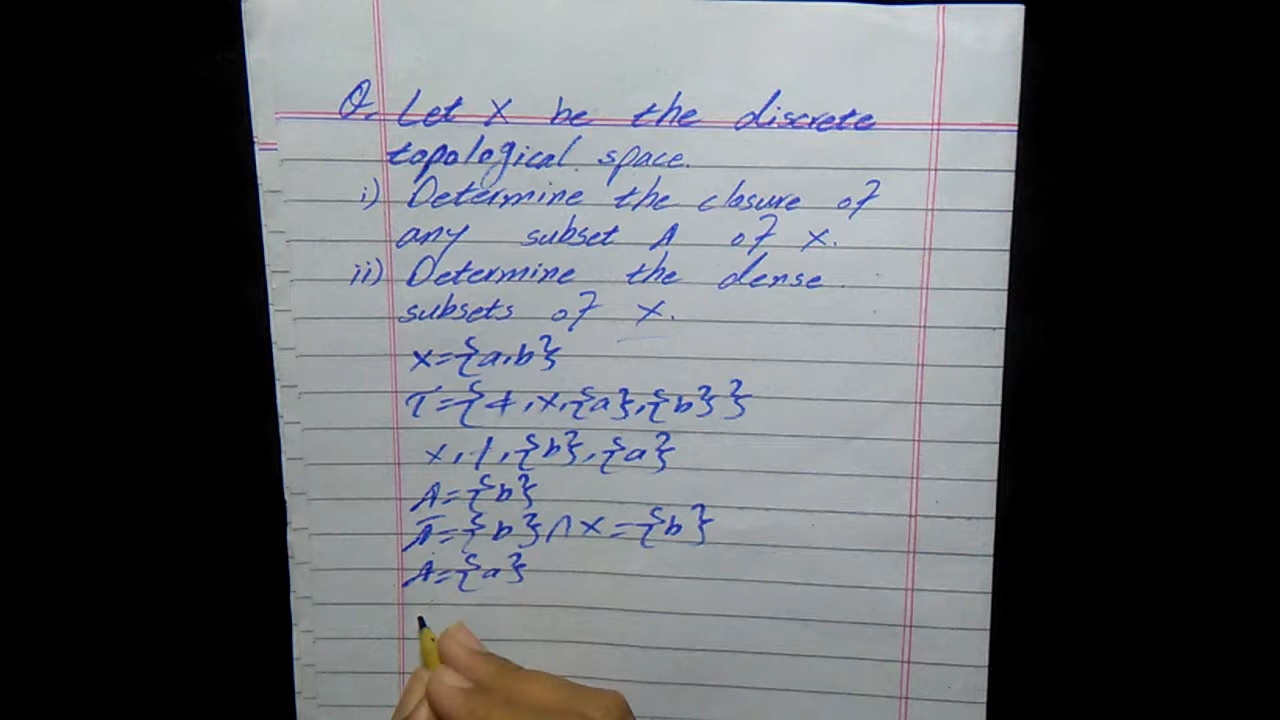 Q. Let X be the discrete
topological space.
i) Determine the closure of
any subset A of X.
ii) Determine the dense
subsets of X.
X={a,b}
τ={ϕ,X,{a},{b}}
X,ϕ,{b},{a}
A={b}
Ā={b}∩X={b}
A={a}